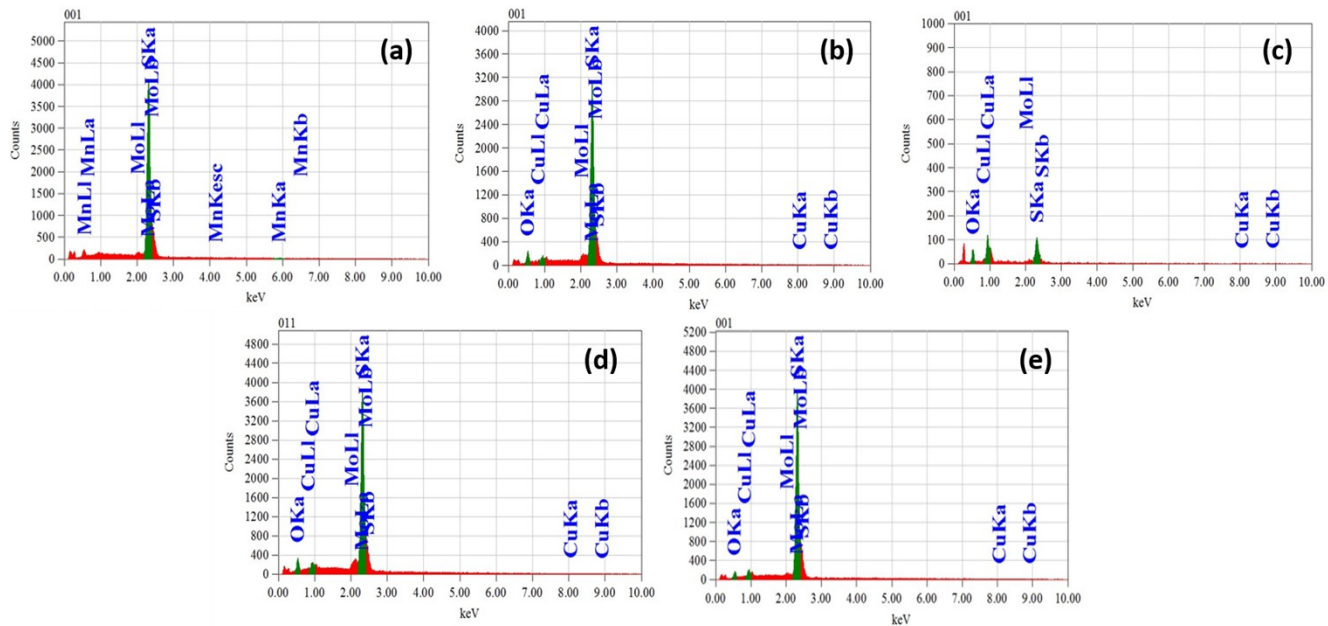 001
(a)
Counts
5000
4500
4000
3500
3000
2500
2000
1500
1000
500
0
MnLl
MnLa
MoLl
SKa
MoLb
SKb
MnKesc
MnKa
MnKb
0.00 1.00 2.00 3.00 4.00 5.00 6.00 7.00 8.00 9.00 10.00
keV
001
(b)
Counts
4000
3600
3200
2800
2400
2000
1600
1200
800
400
0
OKa
CuLl
CuLa
MoLl
SKa
MoLb
SKb
CuKa
CuKb
0.00 1.00 2.00 3.00 4.00 5.00 6.00 7.00 8.00 9.00 10.00
keV
001
(c)
Counts
1000
900
800
700
600
500
400
300
200
100
0
OKa
CuLl
CuLa
MoLl
SKa
SKb
CuKa
CuKb
0.00 1.00 2.00 3.00 4.00 5.00 6.00 7.00 8.00 9.00 10.00
keV
011
(d)
Counts
4800
4400
4000
3600
3200
2800
2400
2000
1600
1200
800
400
0
OKa
CuLl
CuLa
MoLl
SKa
MoLb
SKb
CuKa
CuKb
0.00 1.00 2.00 3.00 4.00 5.00 6.00 7.00 8.00 9.00 10.00
keV
001
(e)
Counts
5200
4800
4400
4000
3600
3200
2800
2400
2000
1600
1200
800
400
0
OKa
CuLl
CuLa
MoLl
SKa
MoLb
SKb
CuKa
CuKb
0.00 1.00 2.00 3.00 4.00 5.00 6.00 7.00 8.00 9.00 10.00
keV